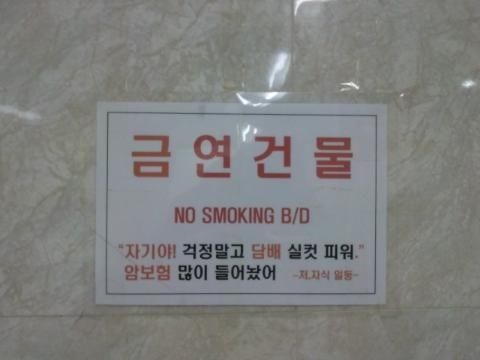 금연건물
NO SMOKING B/D
"자기야! 걱정말고 담배 실컷 피워."
암보험 많이 들어놨어 -저,자식 일동-